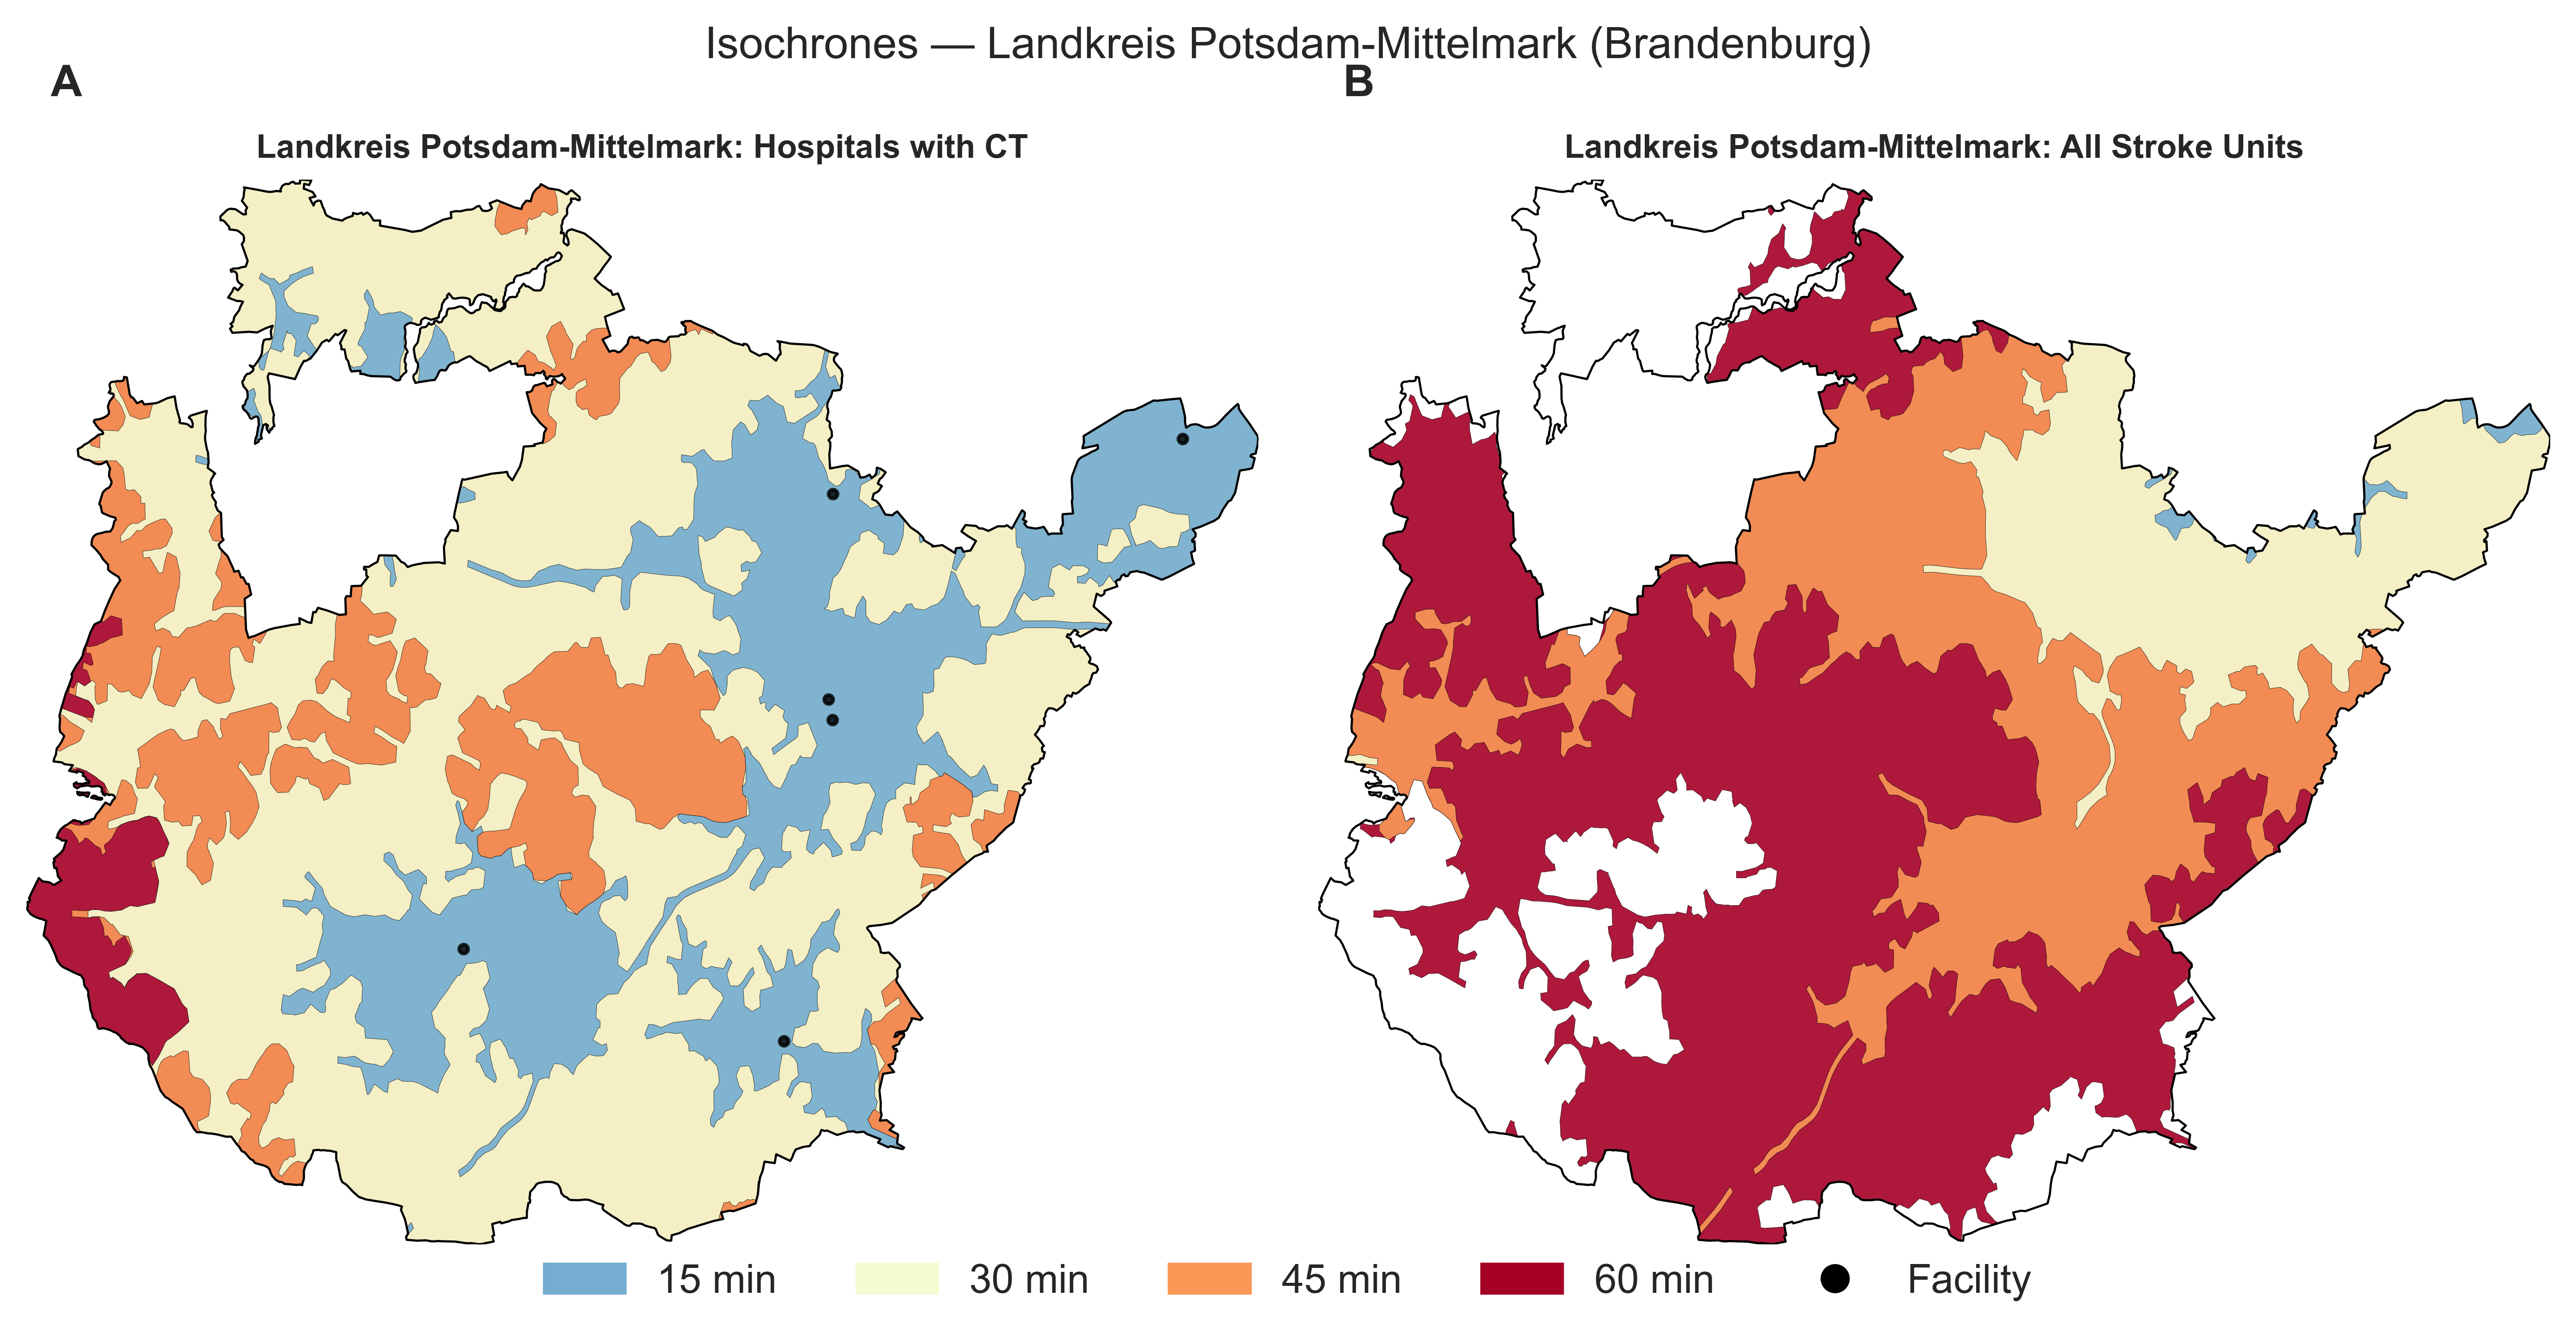 Isochrones — Landkreis Potsdam-Mittelmark (Brandenburg)
A
B
Landkreis Potsdam-Mittelmark: Hospitals with CT
Landkreis Potsdam-Mittelmark: All Stroke Units
15 min
30 min
45 min
60 min
Facility